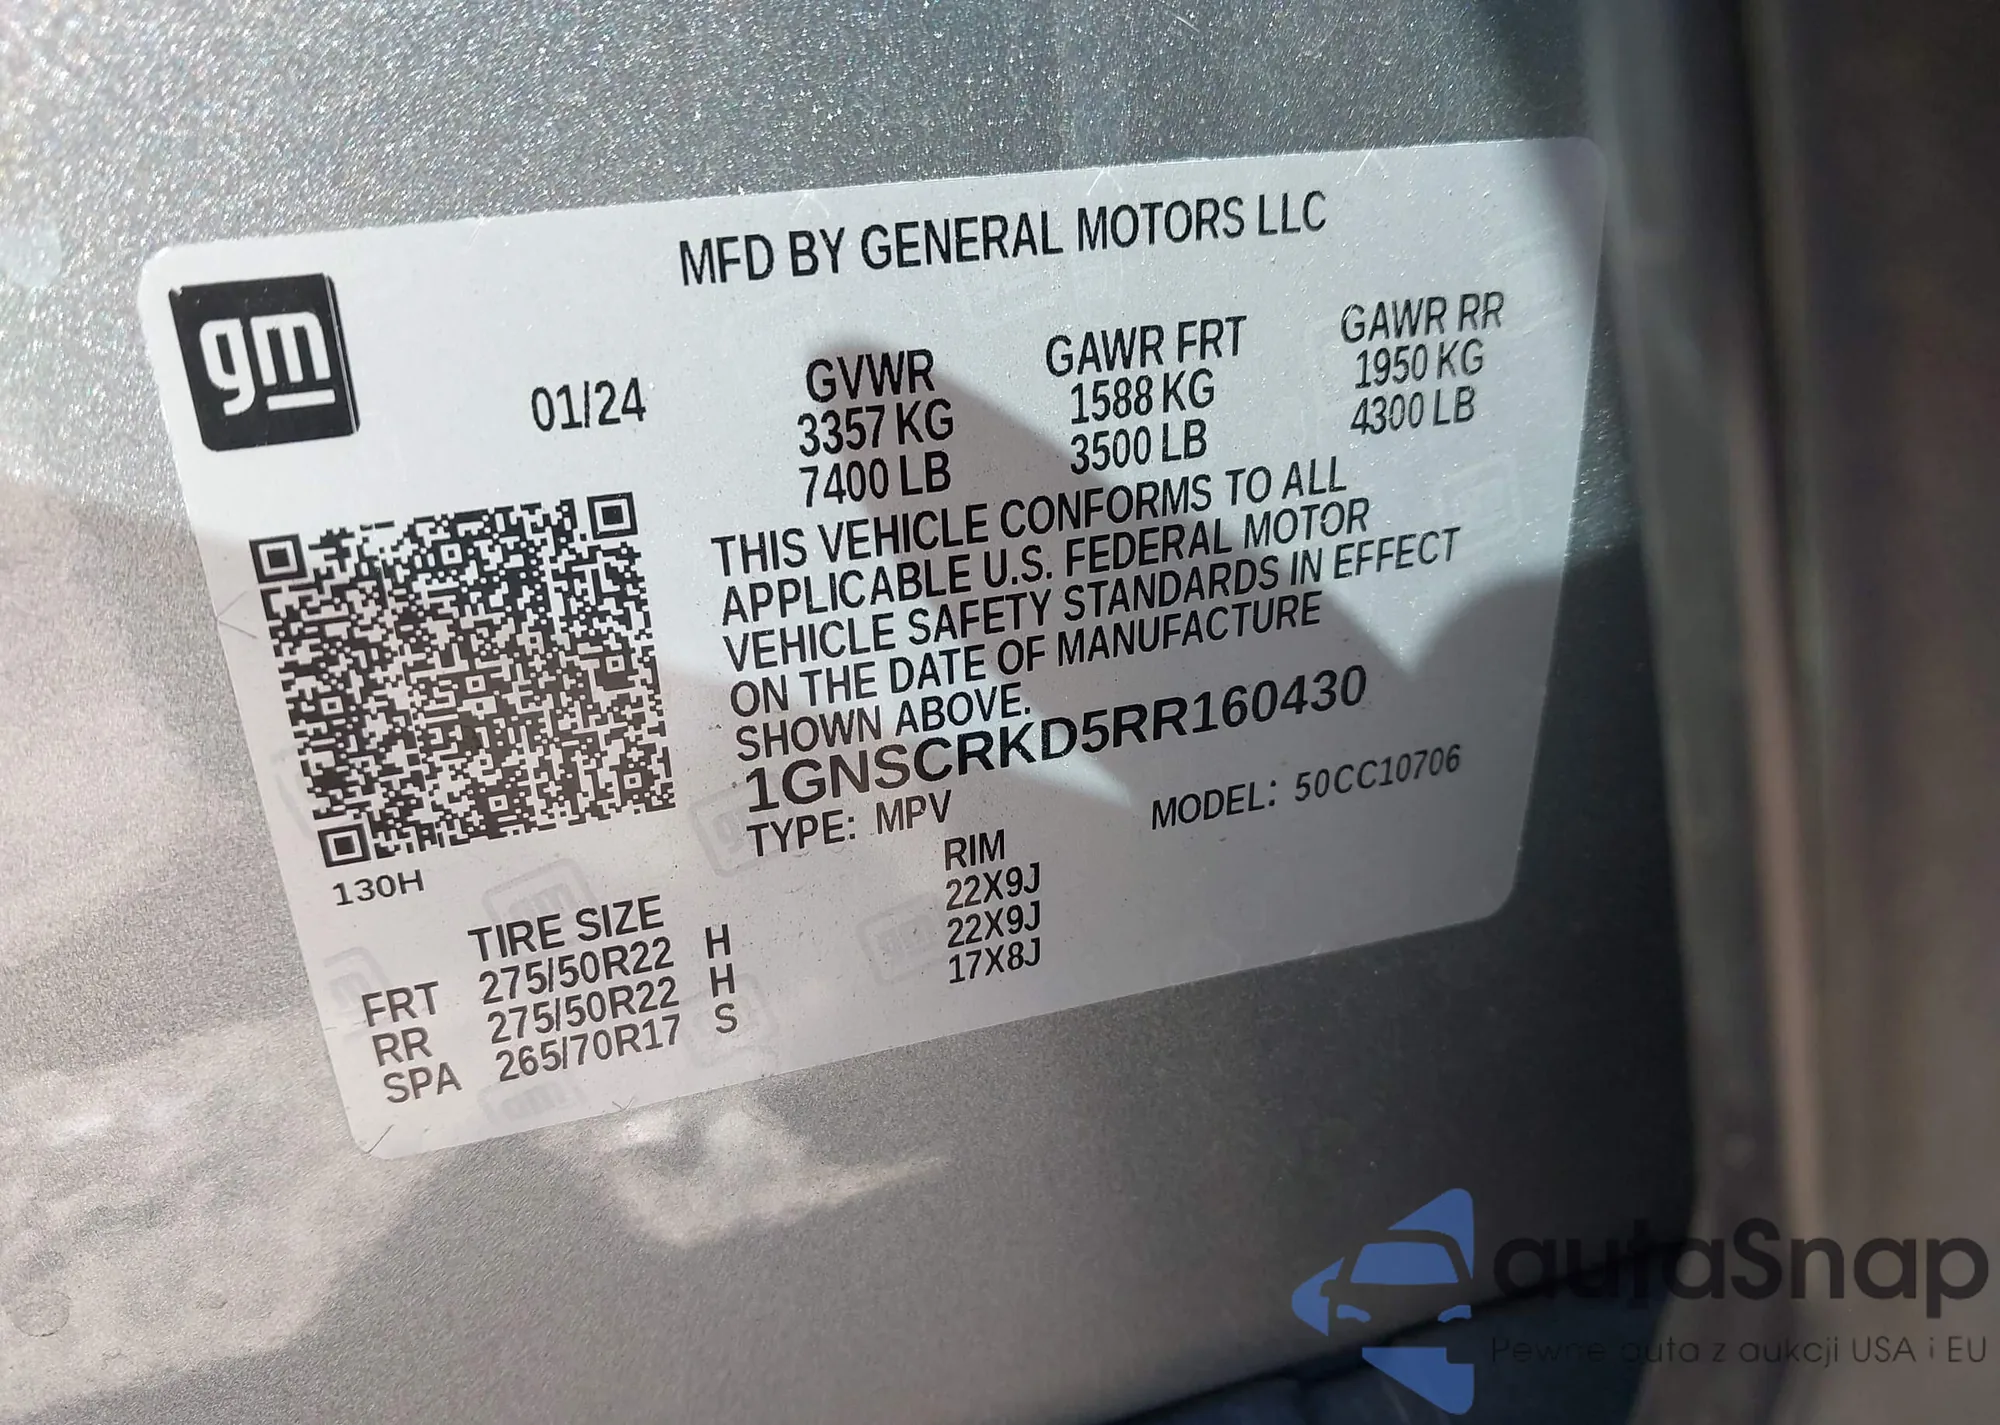 MFD BY GENERAL MOTORS LLC
gm
01/24
GVWR
3357 KG
7400 LB
GAWR FRT
1588 KG
3500 LB
GAWR RR
1950 KG
4300 LB
THIS VEHICLE CONFORMS TO ALL
APPLICABLE U.S. FEDERAL MOTOR
VEHICLE SAFETY STANDARDS IN EFFECT
ON THE DATE OF MANUFACTURE
SHOWN ABOVE.
1GNSCRKD5RR160430
TYPE: MPV MODEL: 50CC10706
130H
TIRE SIZE RIM
FRT 275/50R22 H 22X9J
RR 275/50R22 H 22X9J
SPA 265/70R17 S 17X8J
autaSnap
Pewne auta z aukcji USA i EU